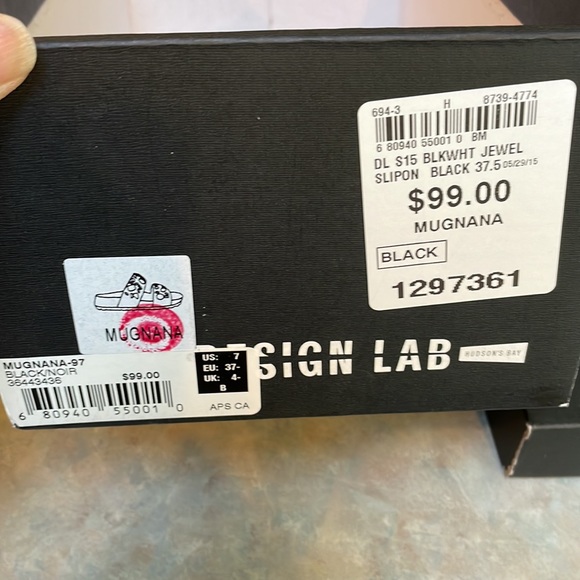 694-3 H 8739-4774
6 80940 55001 0 8M
DL S15 BLKWHT JEWEL
SLIPON BLACK 37.5 05/29/15
$99.00
MUGNANA
BLACK
1297361
MUGNANA
DESIGN LAB HUDSON'S BAY
MUGNANA-97
BLACK/NOIR
36443436 $99.00
US: 7
EU: 37-
UK: 4-
B
6 80940 55001 0
APS CA